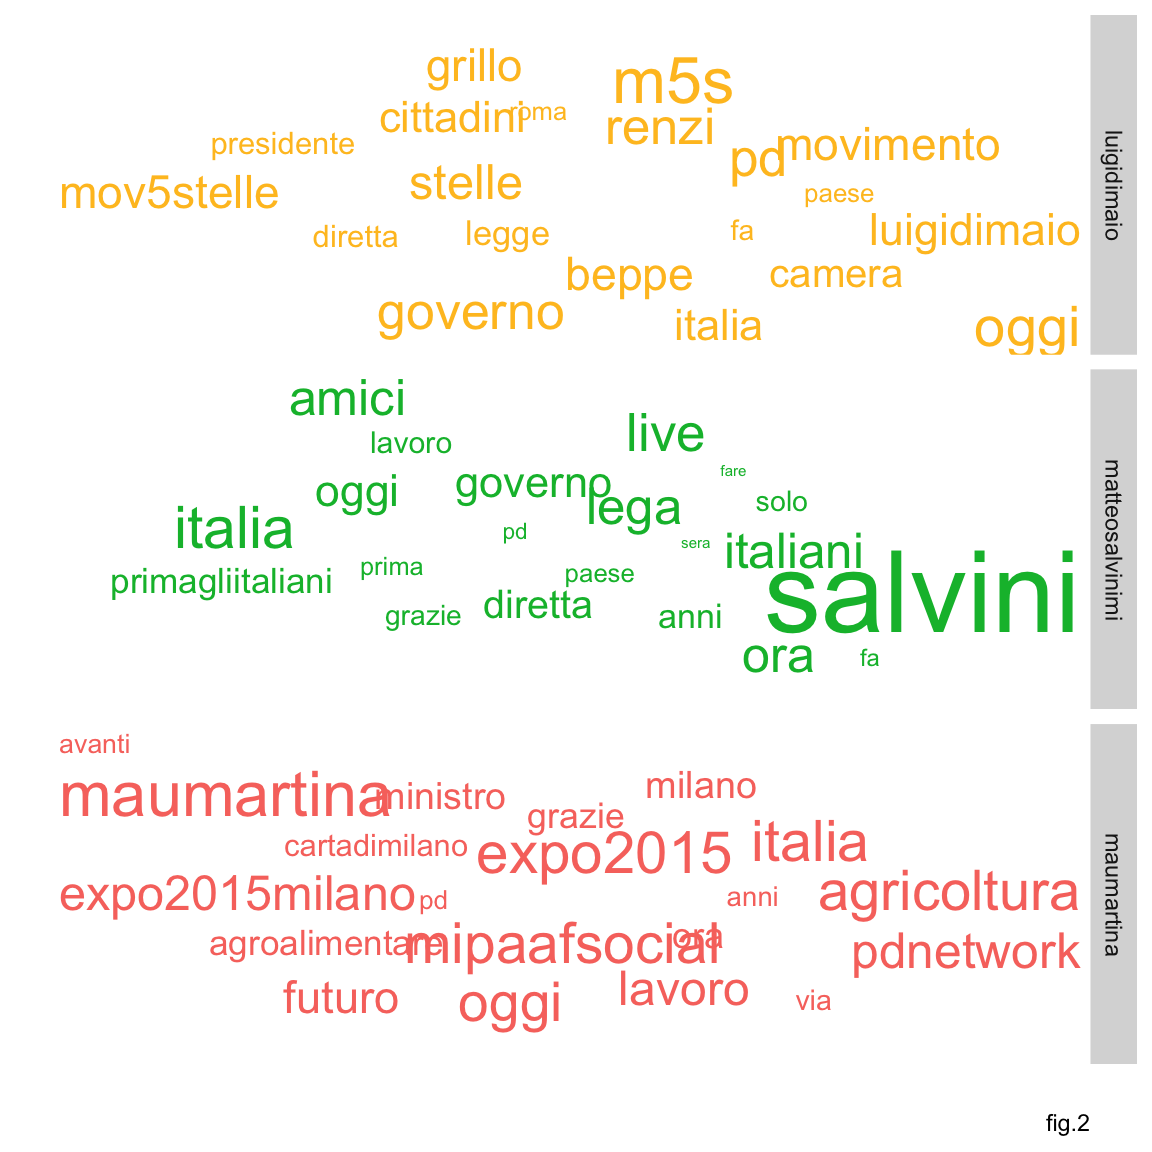 grillo
m5s
cittadini
roma
renzi
presidente
pd
movimento
mov5stelle
stelle
paese
diretta
legge
fa
luigidimaio
beppe
camera
governo
italia
oggi
luigidimaio
amici
lavoro
live
oggi
governo
fare
italia
lega
solo
pd
sera
italiani
primagliitaliani
prima
paese
salvini
grazie
diretta
anni
ora
fa
matteosalvinimi
avanti
maumartina
ministro
milano
grazie
cartadimilano
expo2015
italia
expo2015milano
pd
anni
agricoltura
agroalimentare
mipaafsocial
ora
pdnetwork
futuro
oggi
lavoro
via
maumartina
fig.2